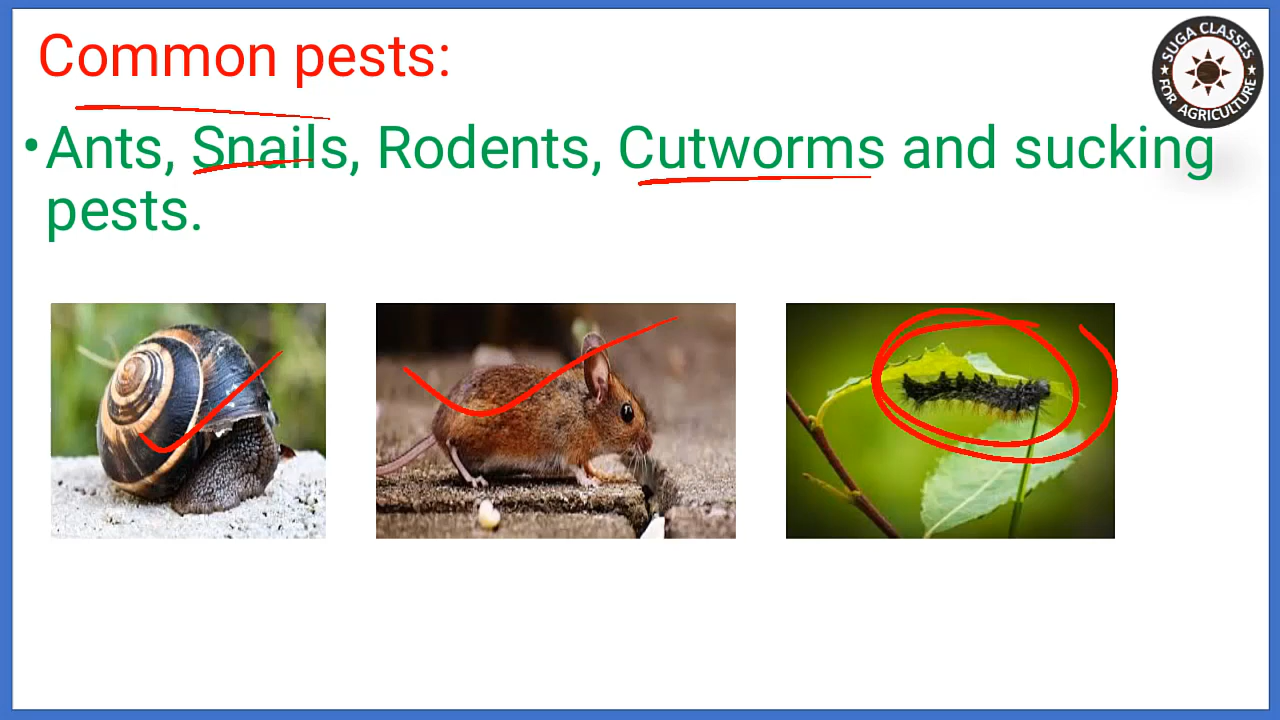 Common pests:
•Ants, Snails, Rodents, Cutworms and sucking
pests.
SUGA CLASSES
FOR AGRICULTURE